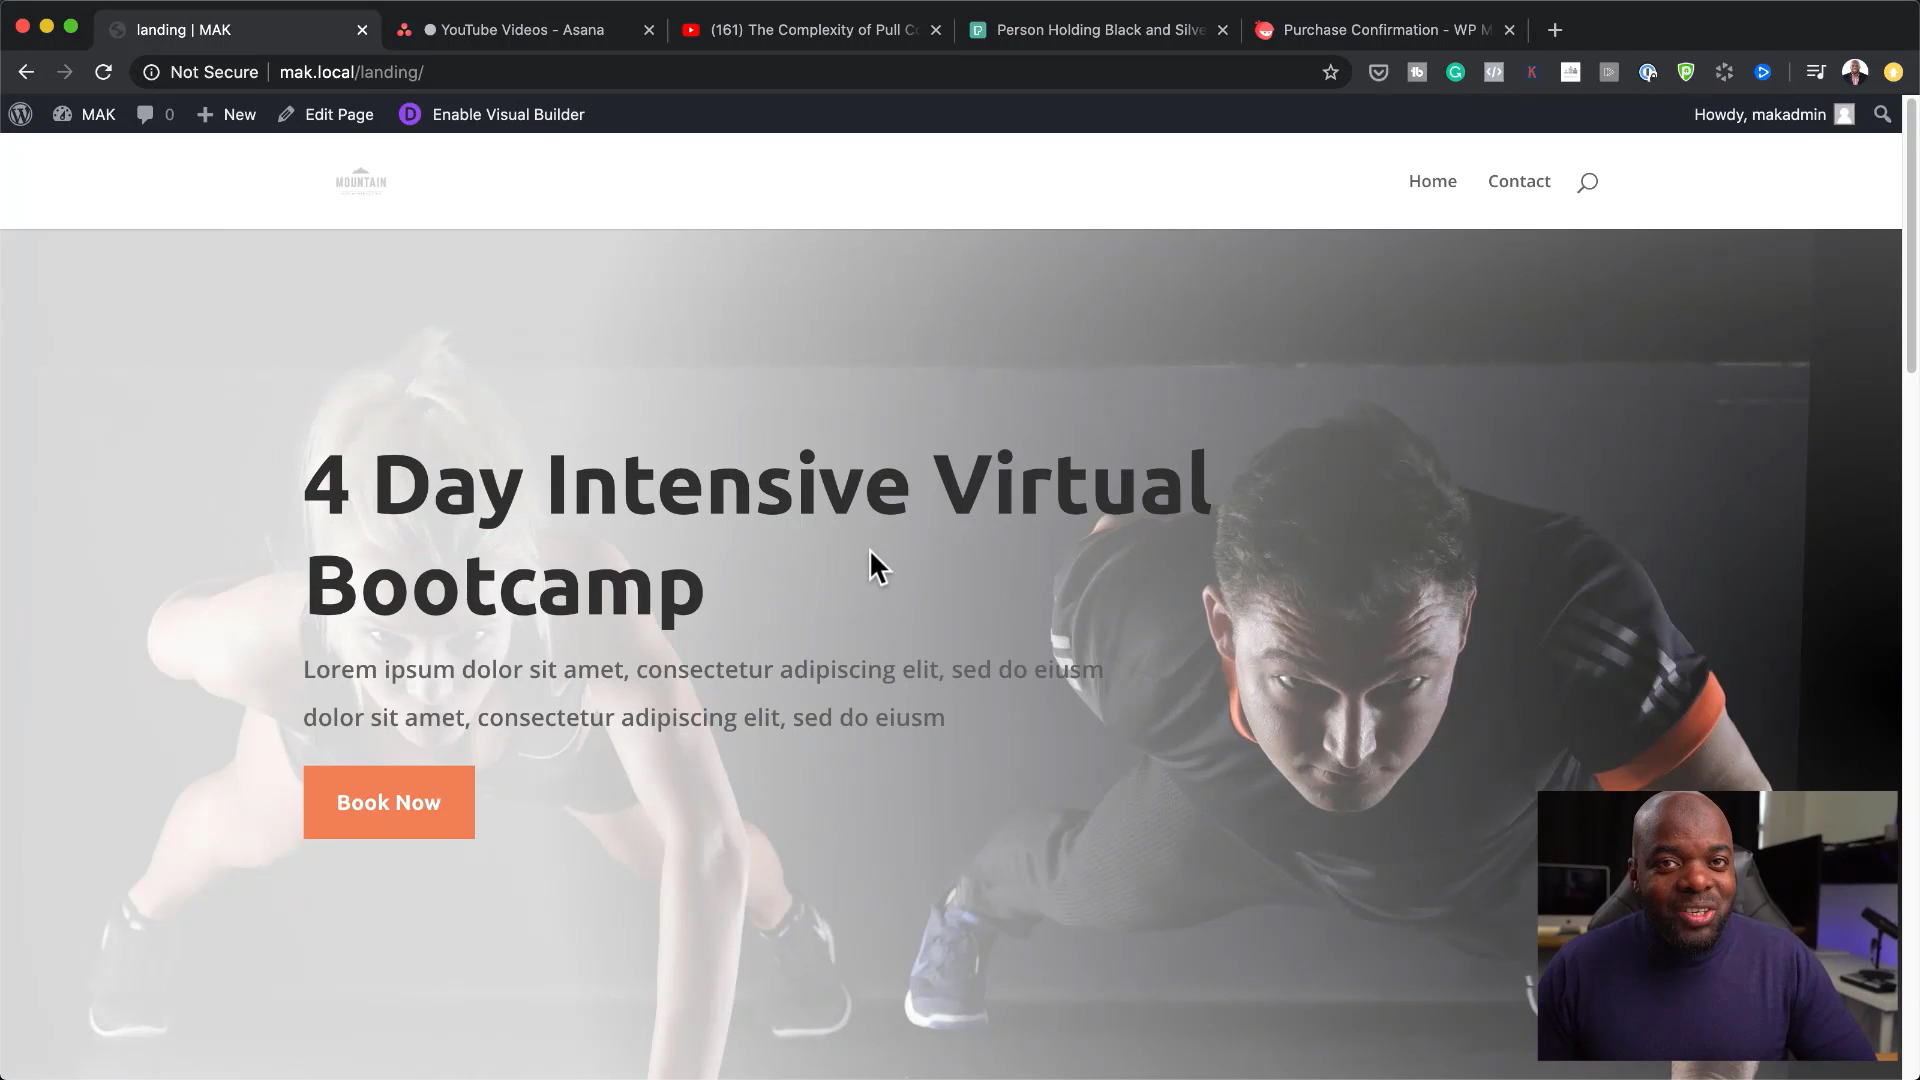 landing | MAK
YouTube Videos - Asana
(161) The Complexity of Pull Co
Person Holding Black and Silve
Purchase Confirmation - WP M
Not Secure
mak.local/landing/
MAK
0
New
Edit Page
Enable Visual Builder
Howdy, makadmin
MOUNTAIN
Home
Contact
4 Day Intensive Virtual
Bootcamp
Lorem ipsum dolor sit amet, consectetur adipiscing elit, sed do eiusm
dolor sit amet, consectetur adipiscing elit, sed do eiusm
Book Now